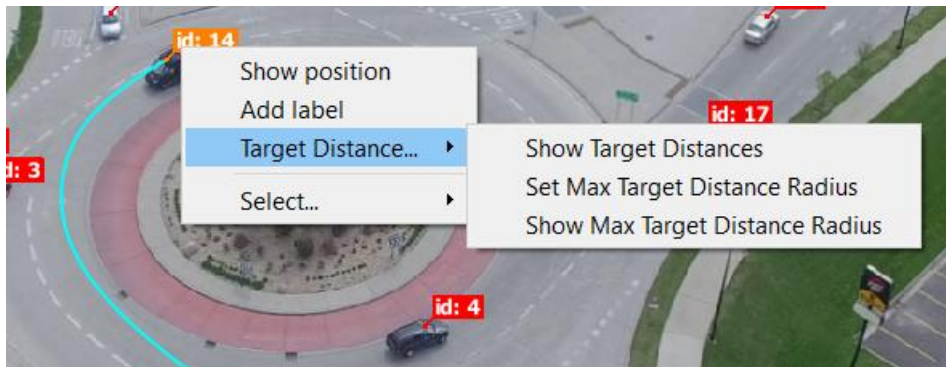 id: 14
Show position
Add label
Target Distance...
Select...
Show Target Distances
Set Max Target Distance Radius
Show Max Target Distance Radius
id: 17
d: 3
id: 4